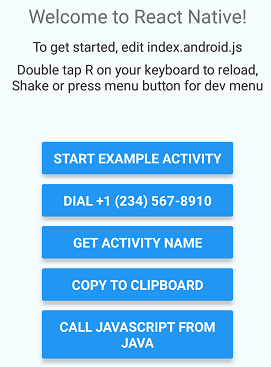 Welcome to React Native!
To get started, edit index.android.js
Double tap R on your keyboard to reload,
Shake or press menu button for dev menu
START EXAMPLE ACTIVITY
DIAL +1 (234) 567-8910
GET ACTIVITY NAME
COPY TO CLIPBOARD
CALL JAVASCRIPT FROM
JAVA